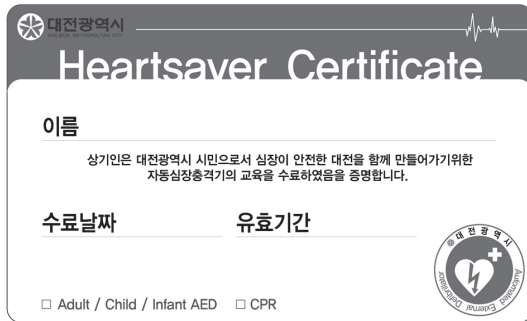 대전광역시
DAEJEON METROPOLITAN CITY
Heartsaver Certificate
이름
상기인은 대전광역시 시민으로서 심장이 안전한 대전을 함께 만들어가기위한
자동심장충격기의 교육을 수료하였음을 증명합니다.
수료날짜 유효기간
대전광역시
Automated External Defibrillator
□ Adult / Child / Infant AED □ CPR